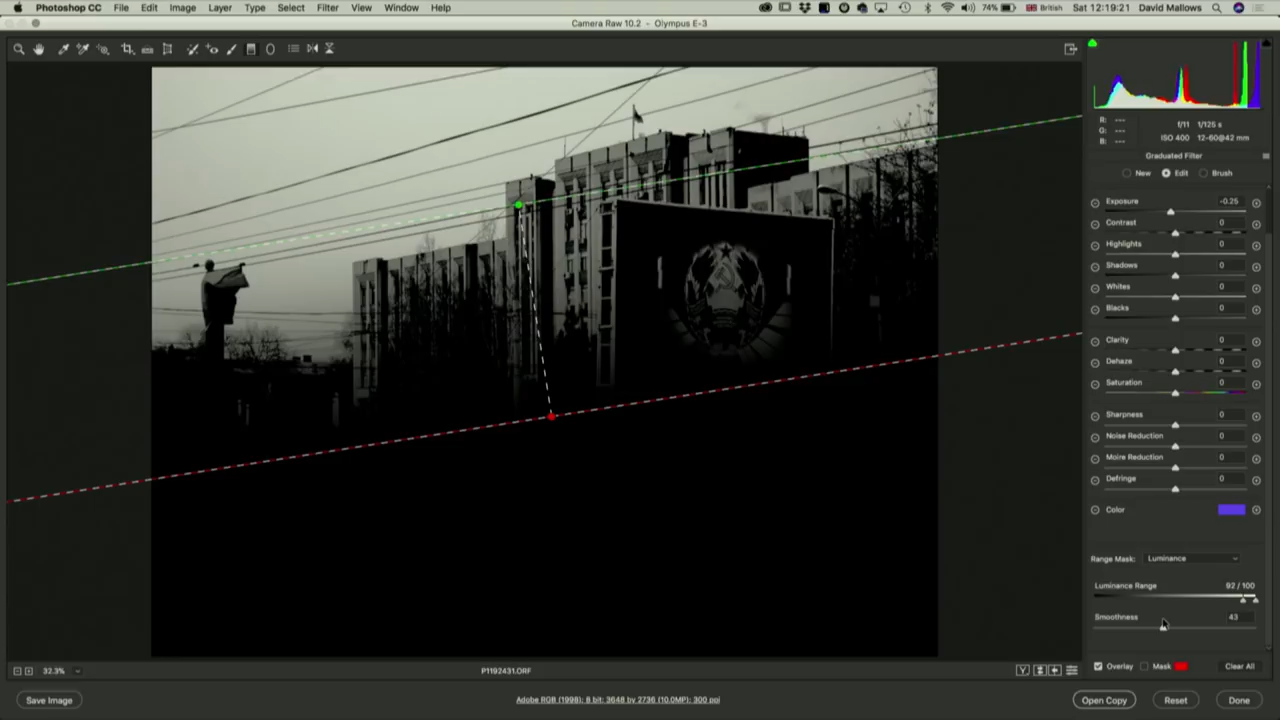 Photoshop CC File Edit Image Layer Type Select Filter View Window Help 74% British Sat 12:19:21 David Mallows
Camera Raw 10.2 - Olympus E-3
R: ---
G: ---
B: ---
f/11 1/125 s
ISO 400 12-60@42 mm
Graduated Filter
New Edit Brush
Exposure -0.25
Contrast 0
Highlights 0
Shadows 0
Whites 0
Blacks 0
Clarity 0
Dehaze 0
Saturation 0
Sharpness 0
Noise Reduction 0
Moire Reduction 0
Defringe 0
Color
Range Mask: Luminance
Luminance Range 92 / 100
Smoothness 43
Overlay Mask Clear All
32.3% P1192431.ORF Y
Save Image Adobe RGB (1998); 8 bit; 3648 by 2736 (10.0MP); 300 ppi Open Copy Reset Done